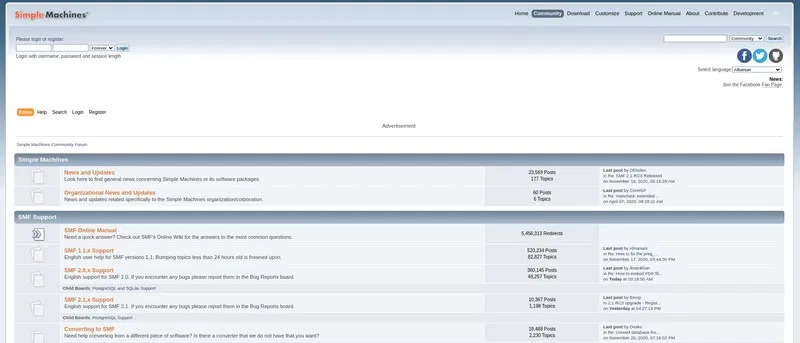 Simple Machines
Home Community Download Customize Support Online Manual About Contribute Development
Please login or register.
Forever Login
Community Search
Login with username, password and session length
Select language: Albanian
News:
Join the Facebook Fan Page.
Home Help Search Login Register
Advertisement
Simple Machines Community Forum
Simple Machines
News and Updates
Look here to find general news concerning Simple Machines or its software packages.
23,569 Posts
177 Topics
Last post by
in Re: SMF 2.1 RC3 Released
on November 19, 2020,
Organizational News and Updates
News and updates related specifically to the Simple Machines organization/corporation.
60 Posts
6 Topics
Last post by
in Re: Important: extended ...
on April 07, 2020, 08:28:11 AM
SMF Support
SMF Online Manual
Need a quick answer? Check out SMF's Online Wiki for the answers to the most common questions.
5,456,313 Redirects
SMF 1.1.x Support
English user help for SMF versions 1.1. Bumping topics less than 24 hours old is frowned upon.
520,234 Posts
82,827 Topics
Last post by
in Re: How to fix the preg_...
on November 17, 2020, 03:44:30 PM
SMF 2.0.x Support
English support for SMF 2.0. If you encounter any bugs please report them in the Bug Reports board.
360,145 Posts
48,257 Topics
Last post by
in Re: How to embed PDF fil...
on Today at 03:19:50 AM
Child Boards: PostgreSQL and SQLite Support
SMF 2.1.x Support
English support for SMF 2.1. If you encounter any bugs please report them in the Bug Reports board.
10,367 Posts
1,198 Topics
Last post by
in 2.1 RC3 upgrade - Regist...
on Yesterday at 04:27:19 PM
Child Boards: PostgreSQL Support
Converting to SMF
Need help converting from a different piece of software? Is there a converter that we do not have that you want?
18,468 Posts
2,230 Topics
Last post by
in Re: convert database fro...
on November 29, 2020, 07:18:02 PM